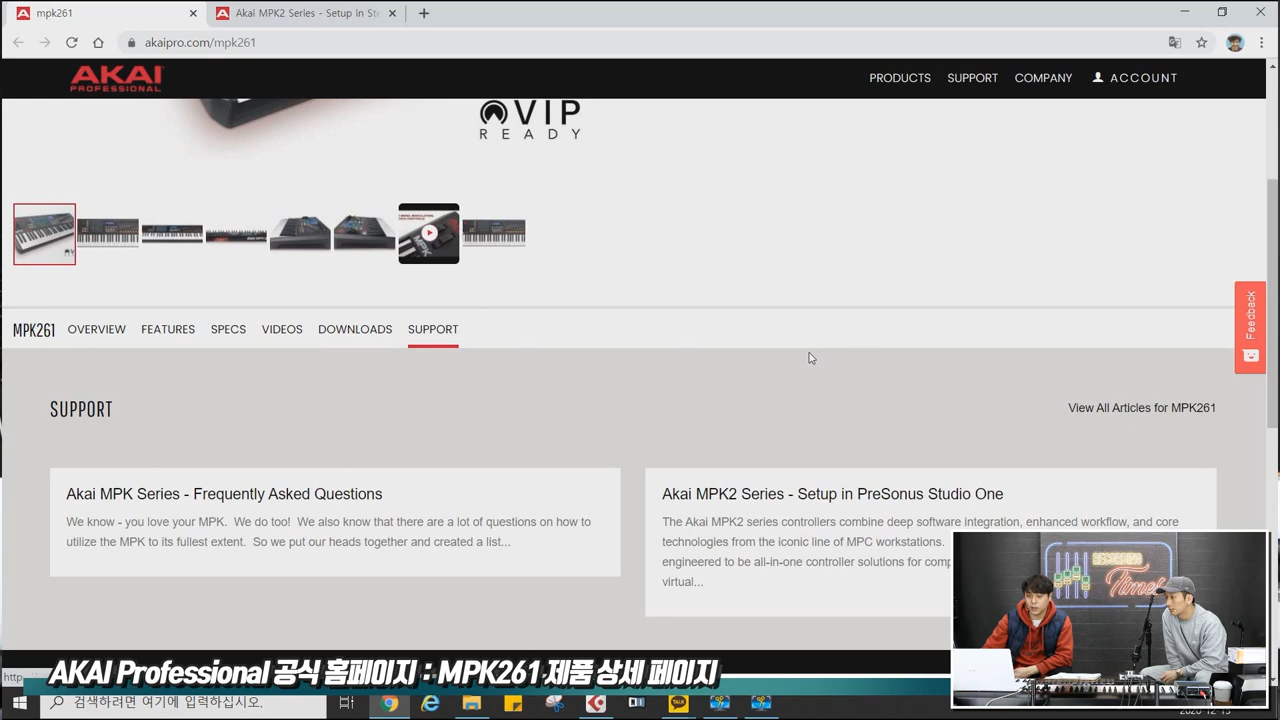 mpk261
Akai MPK2 Series - Setup in Ste
akaipro.com/mpk261
AKAI
PROFESSIONAL
PRODUCTS
SUPPORT
COMPANY
ACCOUNT
VIP
READY
Feedback
MPK261
OVERVIEW
FEATURES
SPECS
VIDEOS
DOWNLOADS
SUPPORT
SUPPORT
View All Articles for MPK261
Akai MPK Series - Frequently Asked Questions
We know - you love your MPK.  We do too!  We also know that there are a lot of questions on how to
utilize the MPK to its fullest extent.  So we put our heads together and created a list...
Akai MPK2 Series - Setup in PreSonus Studio One
The Akai MPK2 series controllers combine deep software integration, enhanced workflow, and core
technologies from the iconic line of MPC workstations.
engineered to be all-in-one controller solutions for comp
virtual...
Times
AKAI Professional 공식 홈페이지 : MPK261 제품 상세 페이지
http
검색하려면 여기에 입력하십시오.
TALK